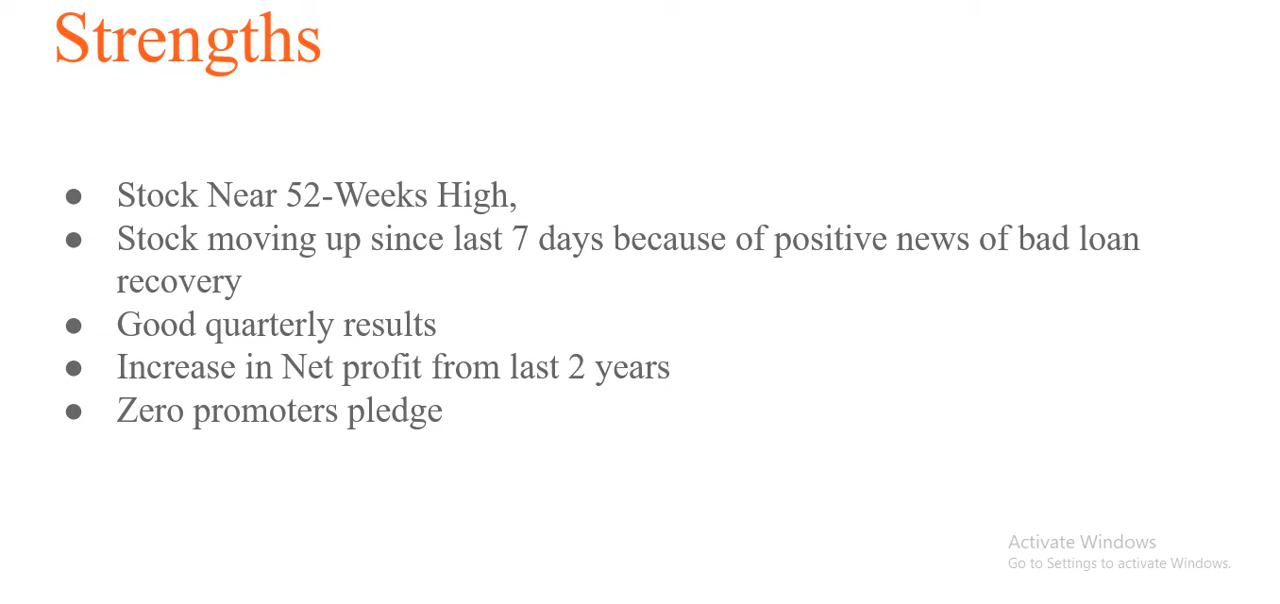 Strengths
● Stock Near 52-Weeks High,
● Stock moving up since last 7 days because of positive news of bad loan
recovery
● Good quarterly results
● Increase in Net profit from last 2 years
● Zero promoters pledge
Activate Windows
Go to Settings to activate Windows.